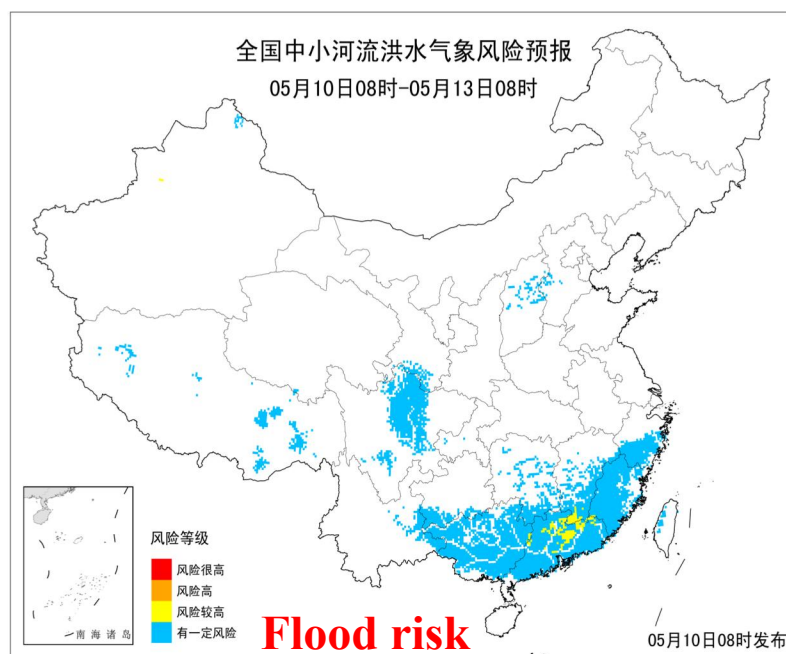 全国中小河流洪水气象风险预报
05月10日08时-05月13日08时
风险等级
风险很高
风险高
风险较高
有一定风险
南海诸岛
Flood risk
05月10日08时发布